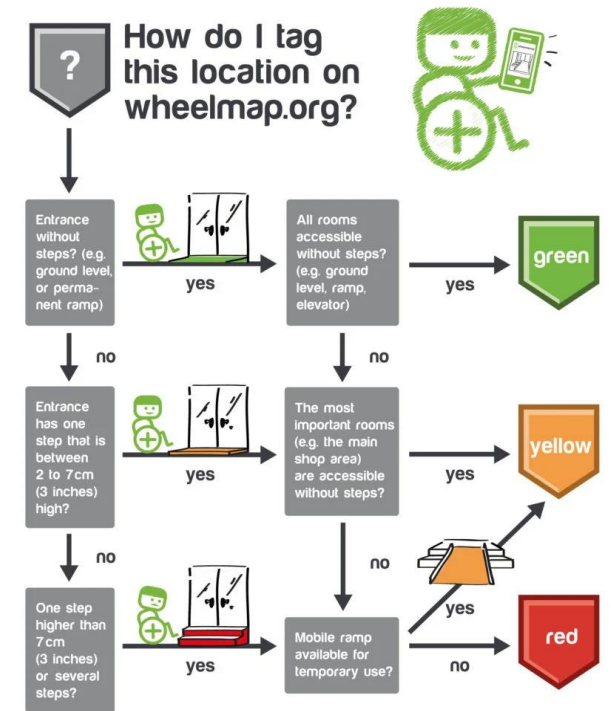 ?
How do I tag
this location on
wheelmap.org?
Entrance
without
steps? (e.g.
ground level,
or perma-
nent ramp)
yes
All rooms
accessible
without steps?
(e.g. ground
level, ramp,
elevator)
yes
green
no
no
Entrance
has one
step that is
between
2 to 7cm
(3 inches)
high?
yes
The most
important rooms
(e.g. the main
shop area)
are accessible
without steps?
yes
yellow
no
no
One step
higher than
7cm
(3 inches)
or several
steps?
yes
Mobile ramp
available for
temporary use?
yes
no
red